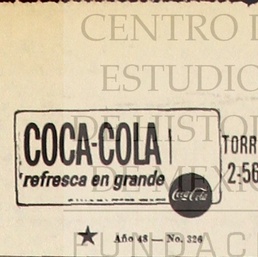 CENTRO
ESTUDIO
DE HISTO
COCA-COLA
TORR
refresca en grande
2:56
Coca-Cola
MEXI
FUNDAC
Año 48 — No. 326